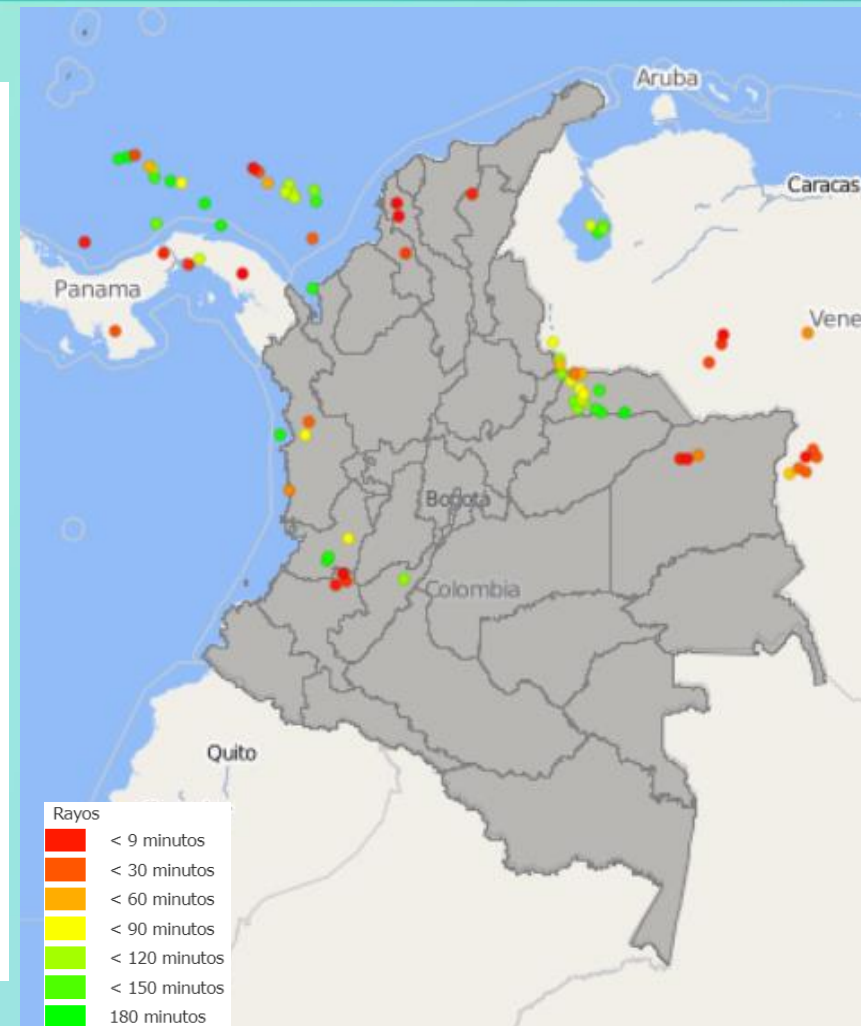 Aruba
Caracas
Panama
Vene
Bogotá
Colombia
Quito
Rayos
< 9 minutos
< 30 minutos
< 60 minutos
< 90 minutos
< 120 minutos
< 150 minutos
180 minutos